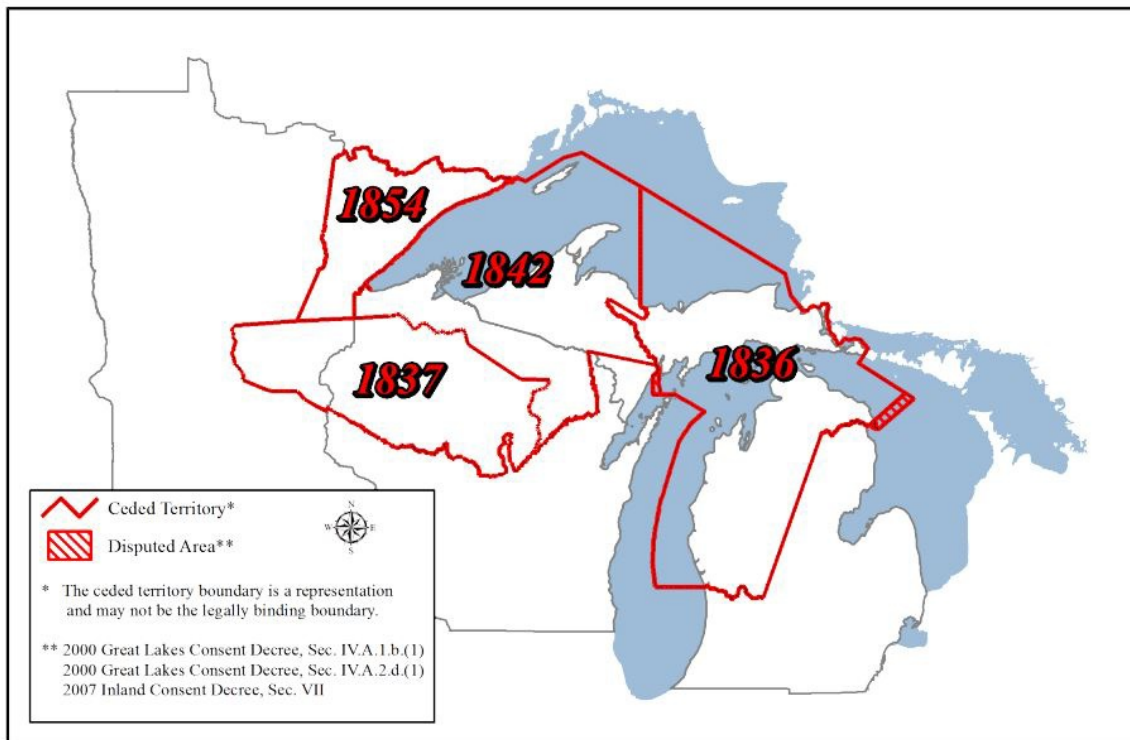 1854
1842
1837
1836
Ceded Territory*
Disputed Area**
N
W E
S
* The ceded territory boundary is a representation
and may not be the legally binding boundary.
** 2000 Great Lakes Consent Decree, Sec. IV.A.1.b.(1)
2000 Great Lakes Consent Decree, Sec. IV.A.2.d.(1)
2007 Inland Consent Decree, Sec. VII